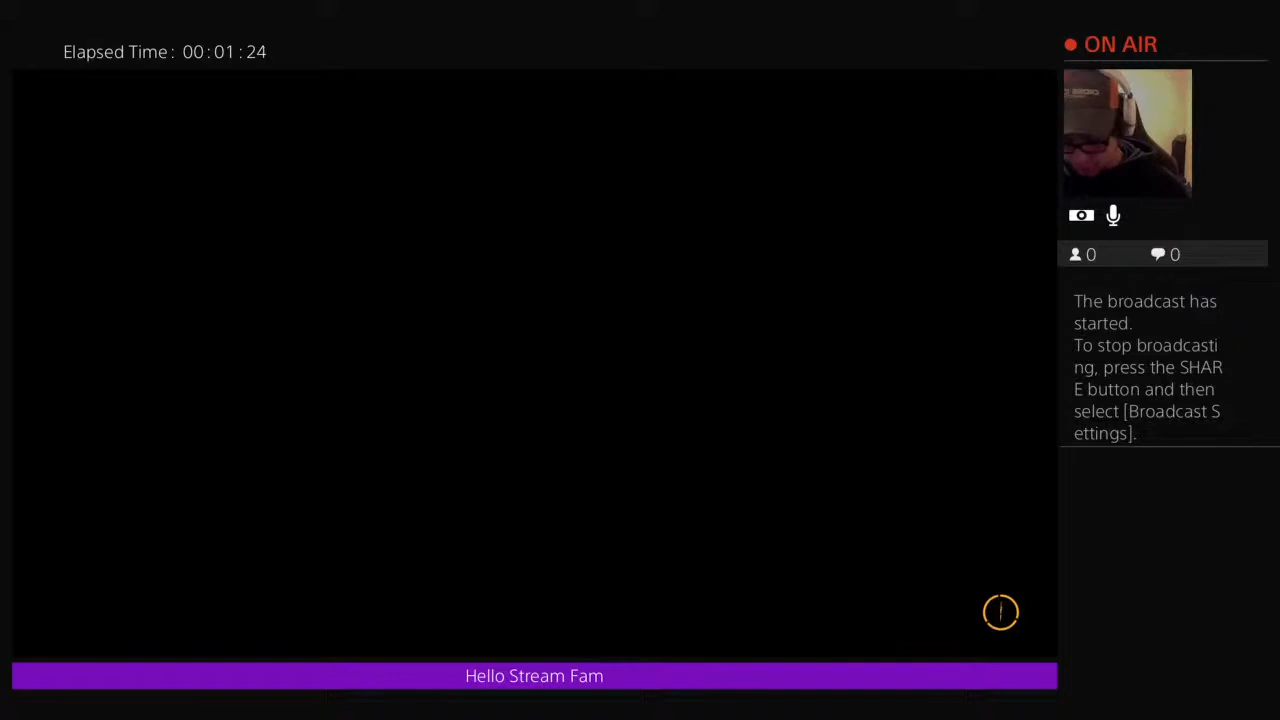 Elapsed Time: 00:01:24
ON AIR
0 0
The broadcast has
started.
To stop broadcasti
ng, press the SHAR
E button and then
select [Broadcast S
ettings].
Hello Stream Fam